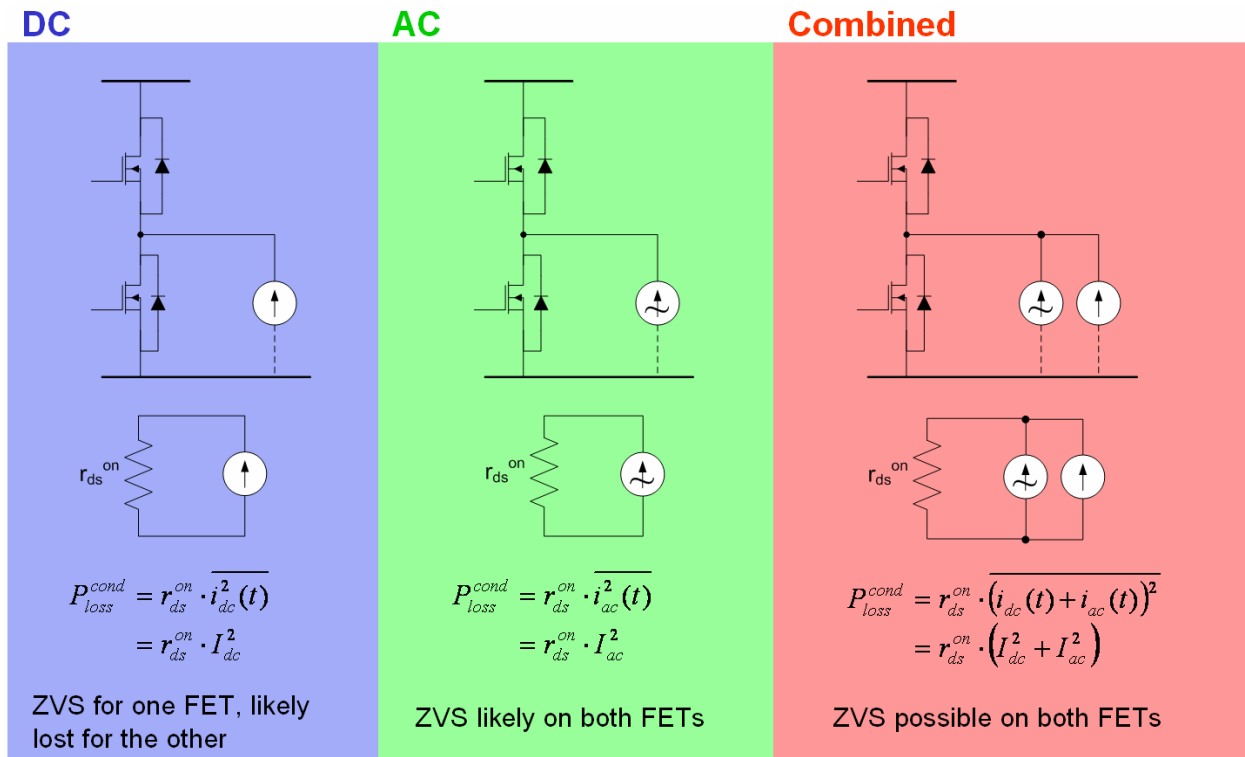 DC
AC
Combined
r_ds^on
r_ds^on
r_ds^on
P_loss^cond = r_ds^on · \overline{i_dc^2(t)}
= r_ds^on · I_dc^2
P_loss^cond = r_ds^on · \overline{i_ac^2(t)}
= r_ds^on · I_ac^2
P_loss^cond = r_ds^on · \overline{(i_dc(t) + i_ac(t))^2}
= r_ds^on · (I_dc^2 + I_ac^2)
ZVS for one FET, likely
lost for the other
ZVS likely on both FETs
ZVS possible on both FETs